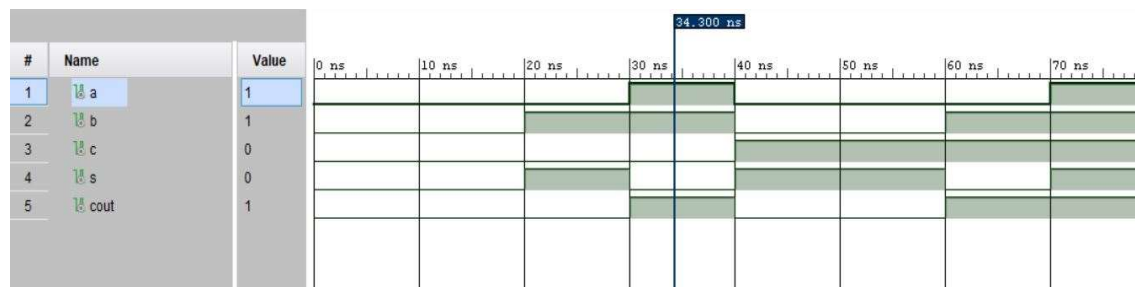 34.300 ns
# Name Value 0 ns 10 ns 20 ns 30 ns 40 ns 50 ns 60 ns 70 ns
1 a 1
2 b 1
3 c 0
4 s 0
5 cout 1